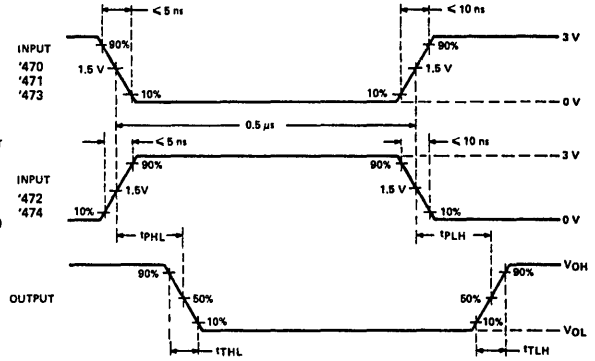 ≤ 5 ns
≤ 10 ns
INPUT
'470
'471
'473
90%
1.5 V
10%
10%
90%
1.5 V
3 V
0 V
0.5 μs
≤ 5 ns
≤ 10 ns
INPUT
'472
'474
10%
1.5V
90%
90%
1.5 V
10%
3 V
0 V
tPHL
tPLH
OUTPUT
90%
50%
10%
50%
10%
90%
VOH
VOL
tTHL
tTLH